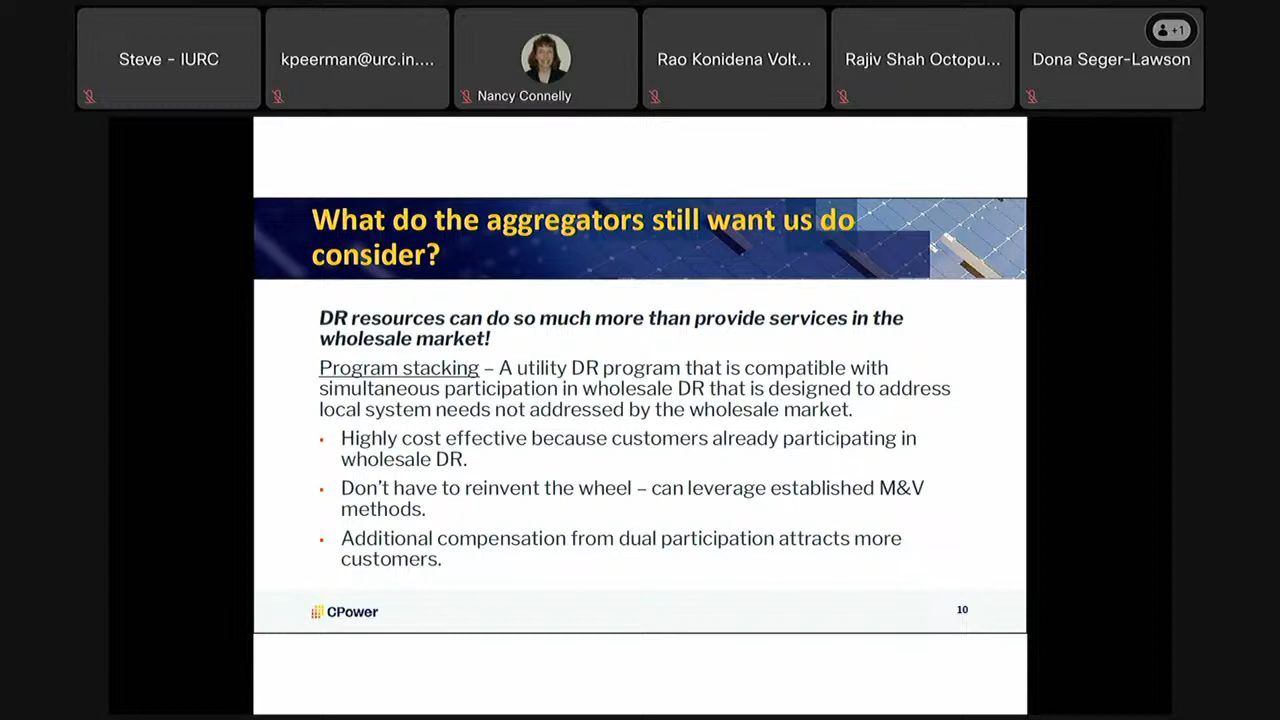 +1
Steve - IURC
kpeerman@urc.in....
Nancy Connelly
Rao Konidena Volt...
Rajiv Shah Octopu...
Dona Seger-Lawson
What do the aggregators still want us do
consider?
DR resources can do so much more than provide services in the
wholesale market!
Program stacking – A utility DR program that is compatible with
simultaneous participation in wholesale DR that is designed to address
local system needs not addressed by the wholesale market.
• Highly cost effective because customers already participating in
wholesale DR.
• Don't have to reinvent the wheel – can leverage established M&V
methods.
• Additional compensation from dual participation attracts more
customers.
CPower
10